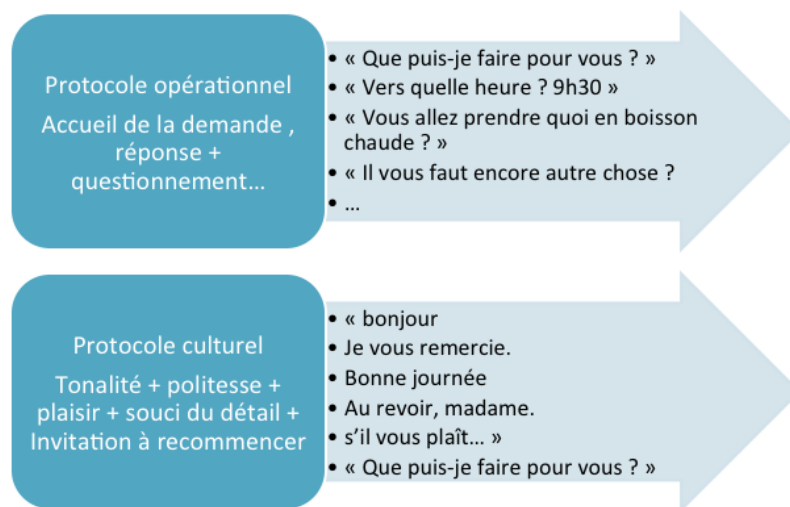 Protocole opérationnel
Accueil de la demande ,
réponse +
questionnement…
• « Que puis-je faire pour vous ? »
• « Vers quelle heure ? 9h30 »
• « Vous allez prendre quoi en boisson
chaude ? »
• « Il vous faut encore autre chose ?
• …
Protocole culturel
Tonalité + politesse +
plaisir + souci du détail +
Invitation à recommencer
• « bonjour
• Je vous remercie.
• Bonne journée
• Au revoir, madame.
• s’il vous plaît… »
• « Que puis-je faire pour vous ? »